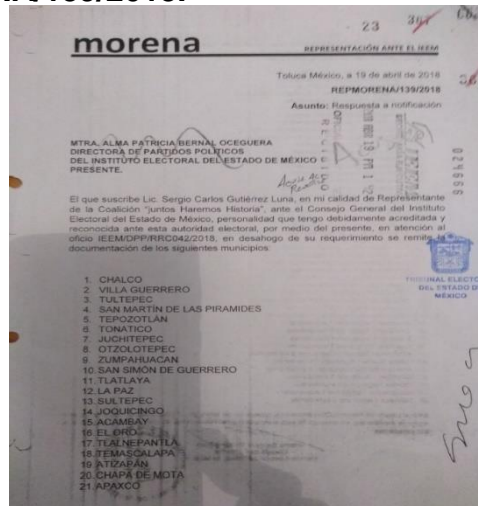 23
morena
REPRESENTACIÓN ANTE EL IEEM
Toluca México, a 19 de abril de 2018
REPMORENA/139/2018
Asunto: Respuesta a notificación
MTRA. ALMA PATRICIA BERNAL OCEGUERA
DIRECTORA DE PARTIDOS POLÍTICOS
DEL INSTITUTO ELECTORAL DEL ESTADO DE MÉXICO
PRESENTE.
El que suscribe Lic. Sergio Carlos Gutiérrez Luna, en mi calidad de Representante
de la Coalición "juntos Haremos Historia", ante el Consejo General del Instituto
Electoral del Estado de México, personalidad que tengo debidamente acreditada y
reconocida ante esta autoridad electoral, por medio del presente, en atención al
oficio IEEM/DPP/RRC042/2018, en desahogo de su requerimiento se remite la
documentación de los siguientes municipios:
1. CHALCO
2. VILLA GUERRERO
3. TULTEPEC
4. SAN MARTÍN DE LAS PIRAMIDES
5. TEPOZOTLÁN
6. TONATICO
7. JUCHITEPEC
8. OTZOLOTEPEC
9. ZUMPAHUACAN
10. SAN SIMÓN DE GUERRERO
11. TLATLAYA
12. LA PAZ
13. SULTEPEC
14. JOQUICINGO
15. ACAMBAY
16. EL ORO
17. TLALNEPANTLA
18. TEMASCALAPA
19. ATIZAPÁN
20. CHAPA DE MOTA
21. APAXCO
TRIBUNAL ELECTO
DEL ESTADO DE
MÉXICO